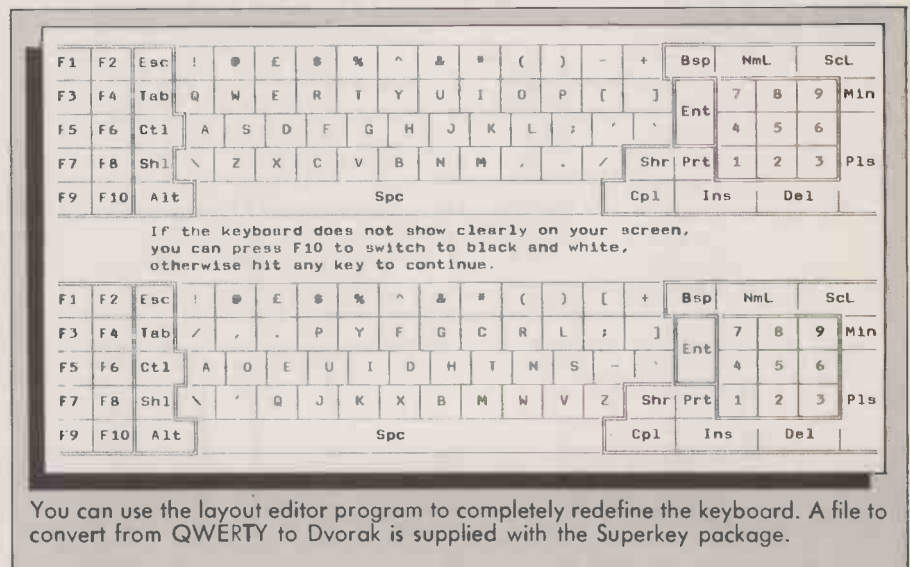 F1 F2 Esc ! @ £ $ % ^ & * ( ) - + Bsp NmL ScL
F3 F4 Tab Q W E R T Y U I O P [ ] Ent 7 8 9 Min
F5 F6 Ctl A S D F G H J K L ; ' ` 4 5 6
F7 F8 Shl \ Z X C V B N M , . / Shr Prt 1 2 3 Pls
F9 F10 Alt Spc Cpl Ins Del
If the keyboard does not show clearly on your screen,
you can press F10 to switch to black and white,
otherwise hit any key to continue.
F1 F2 Esc ! @ £ $ % ^ & * ( ) [ + Bsp NmL ScL
F3 F4 Tab / , . P Y F G C R L ; ] Ent 7 8 9 Min
F5 F6 Ctl A O E U I D H T N S - ` 4 5 6
F7 F8 Shl \ ' Q J K X B M W V Z Shr Prt 1 2 3 Pls
F9 F10 Alt Spc Cpl Ins Del
You can use the layout editor program to completely redefine the keyboard. A file to
convert from QWERTY to Dvorak is supplied with the Superkey package.